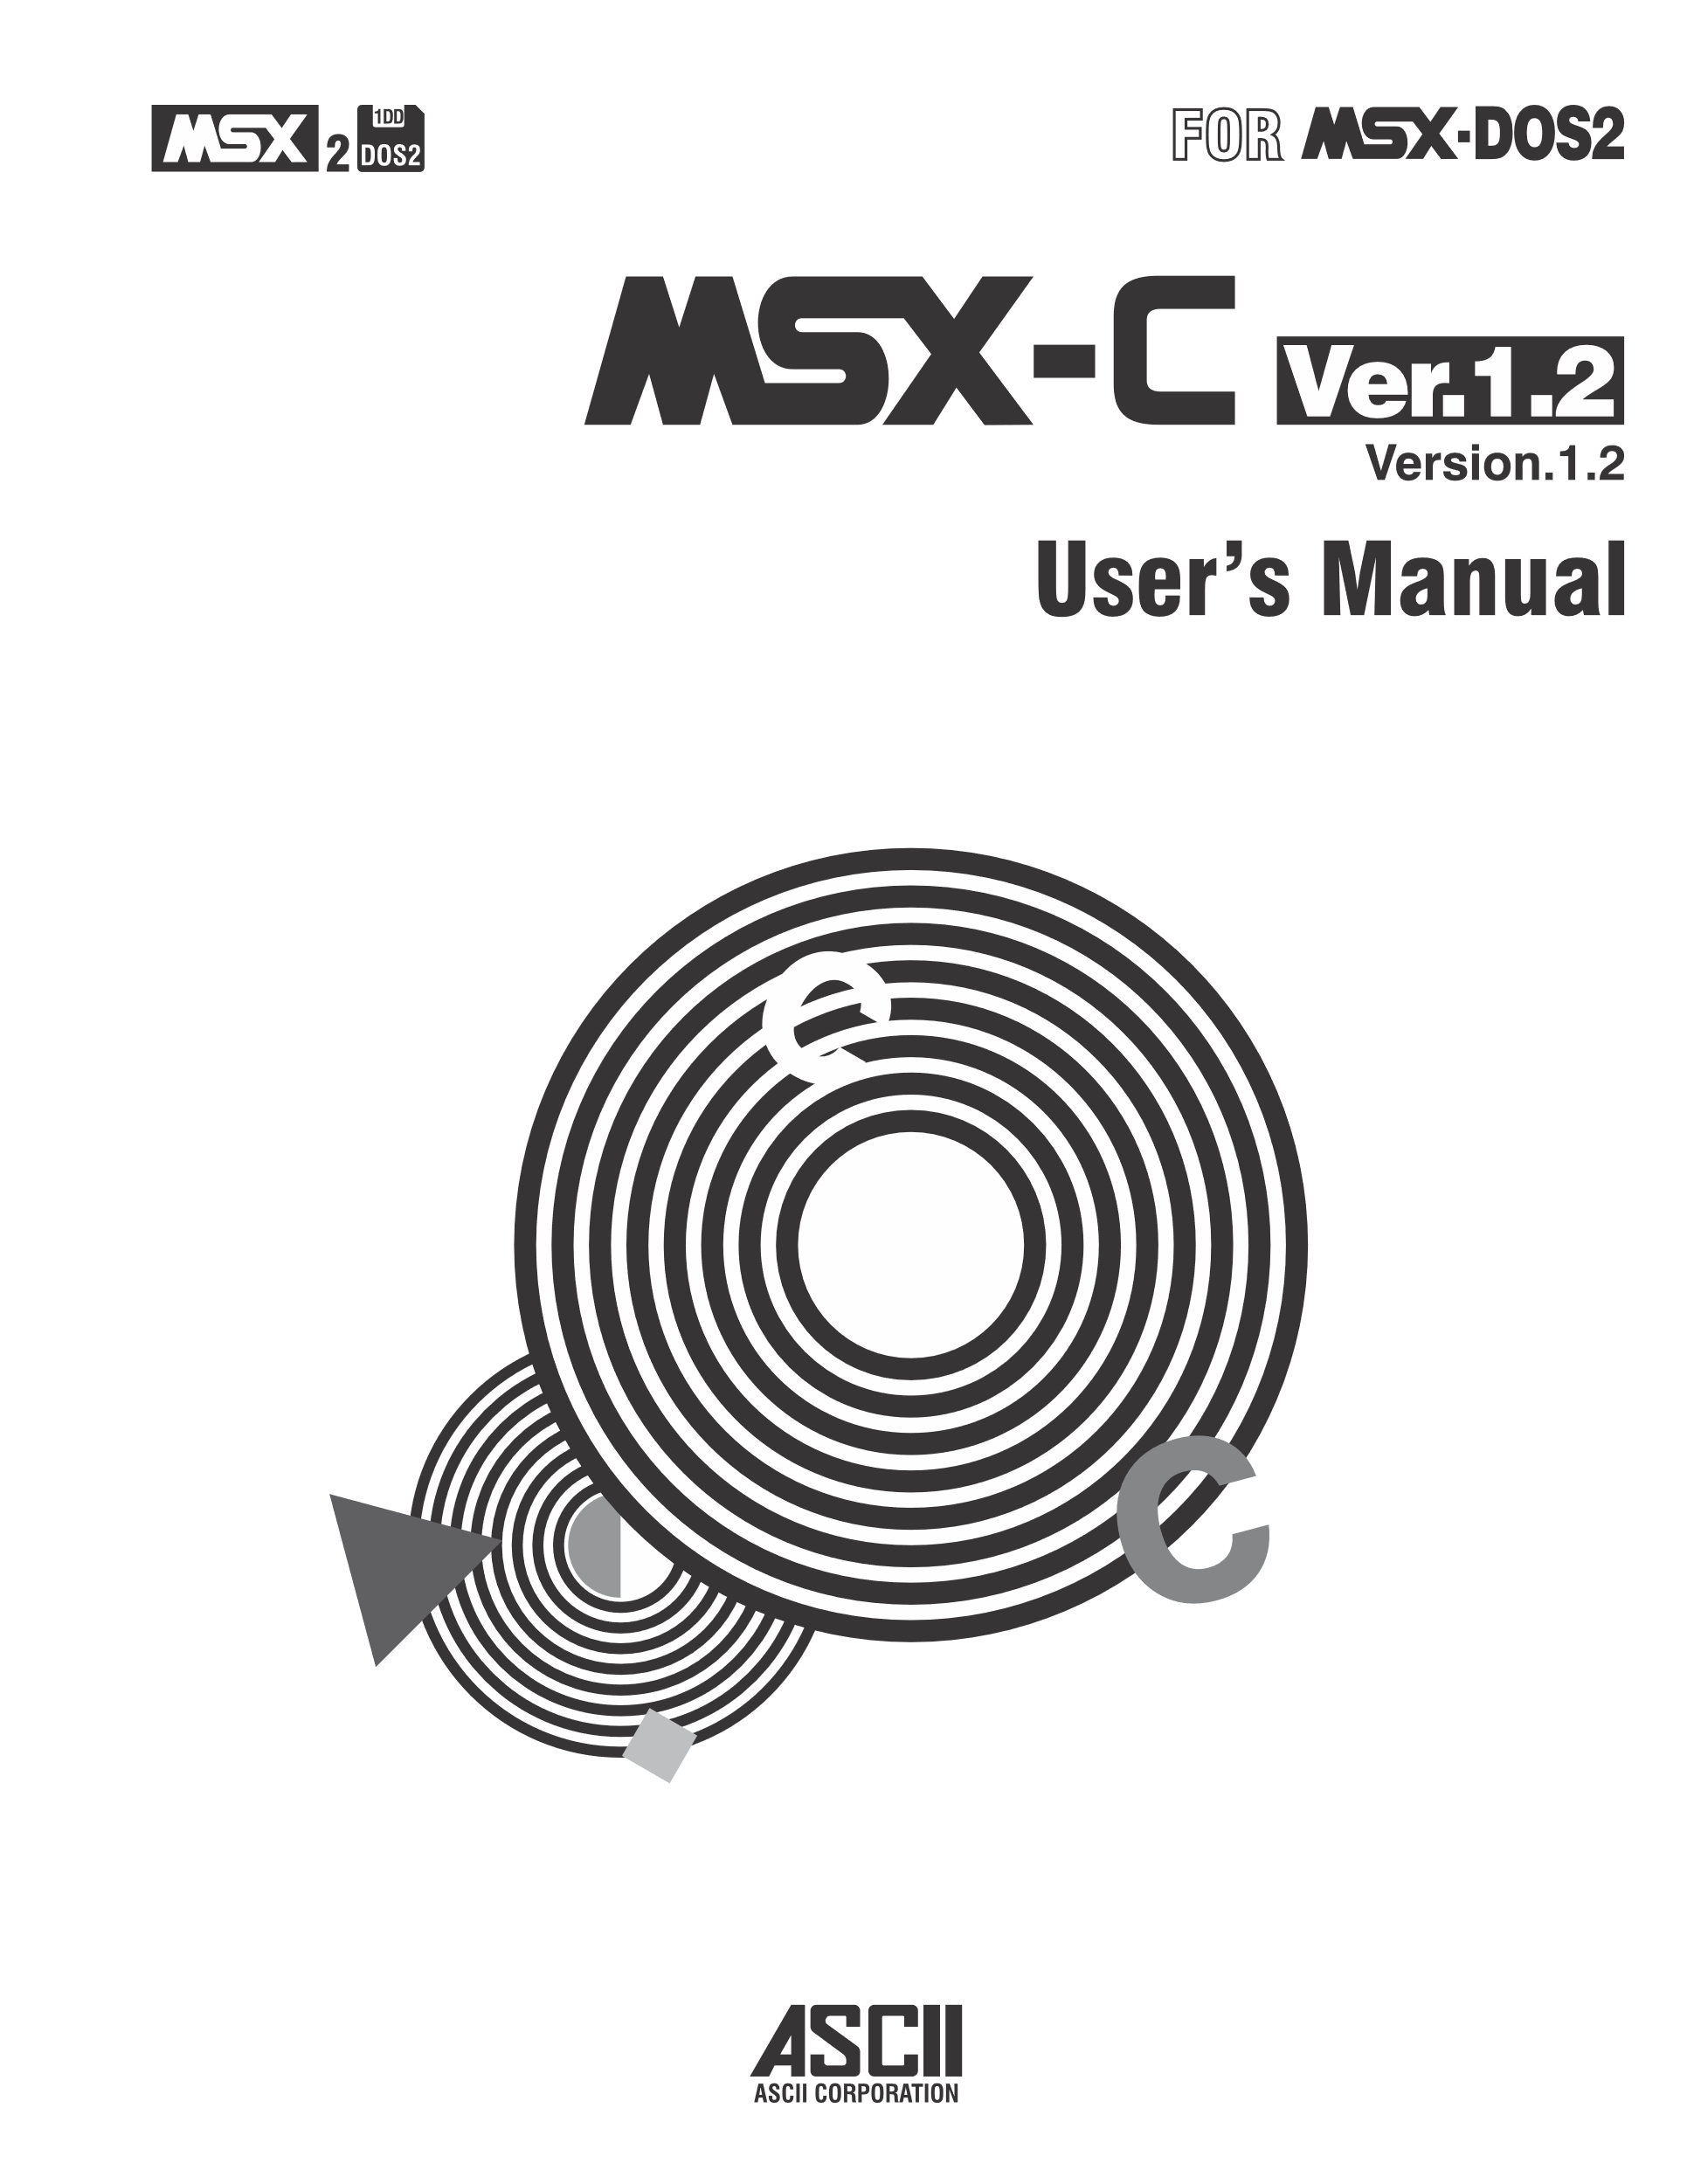 MSX 2 1DD DOS2
FOR MSX·DOS2
MSX-C Ver.1.2
Version.1.2
User’s Manual
e
C
ASCII
ASCII CORPORATION